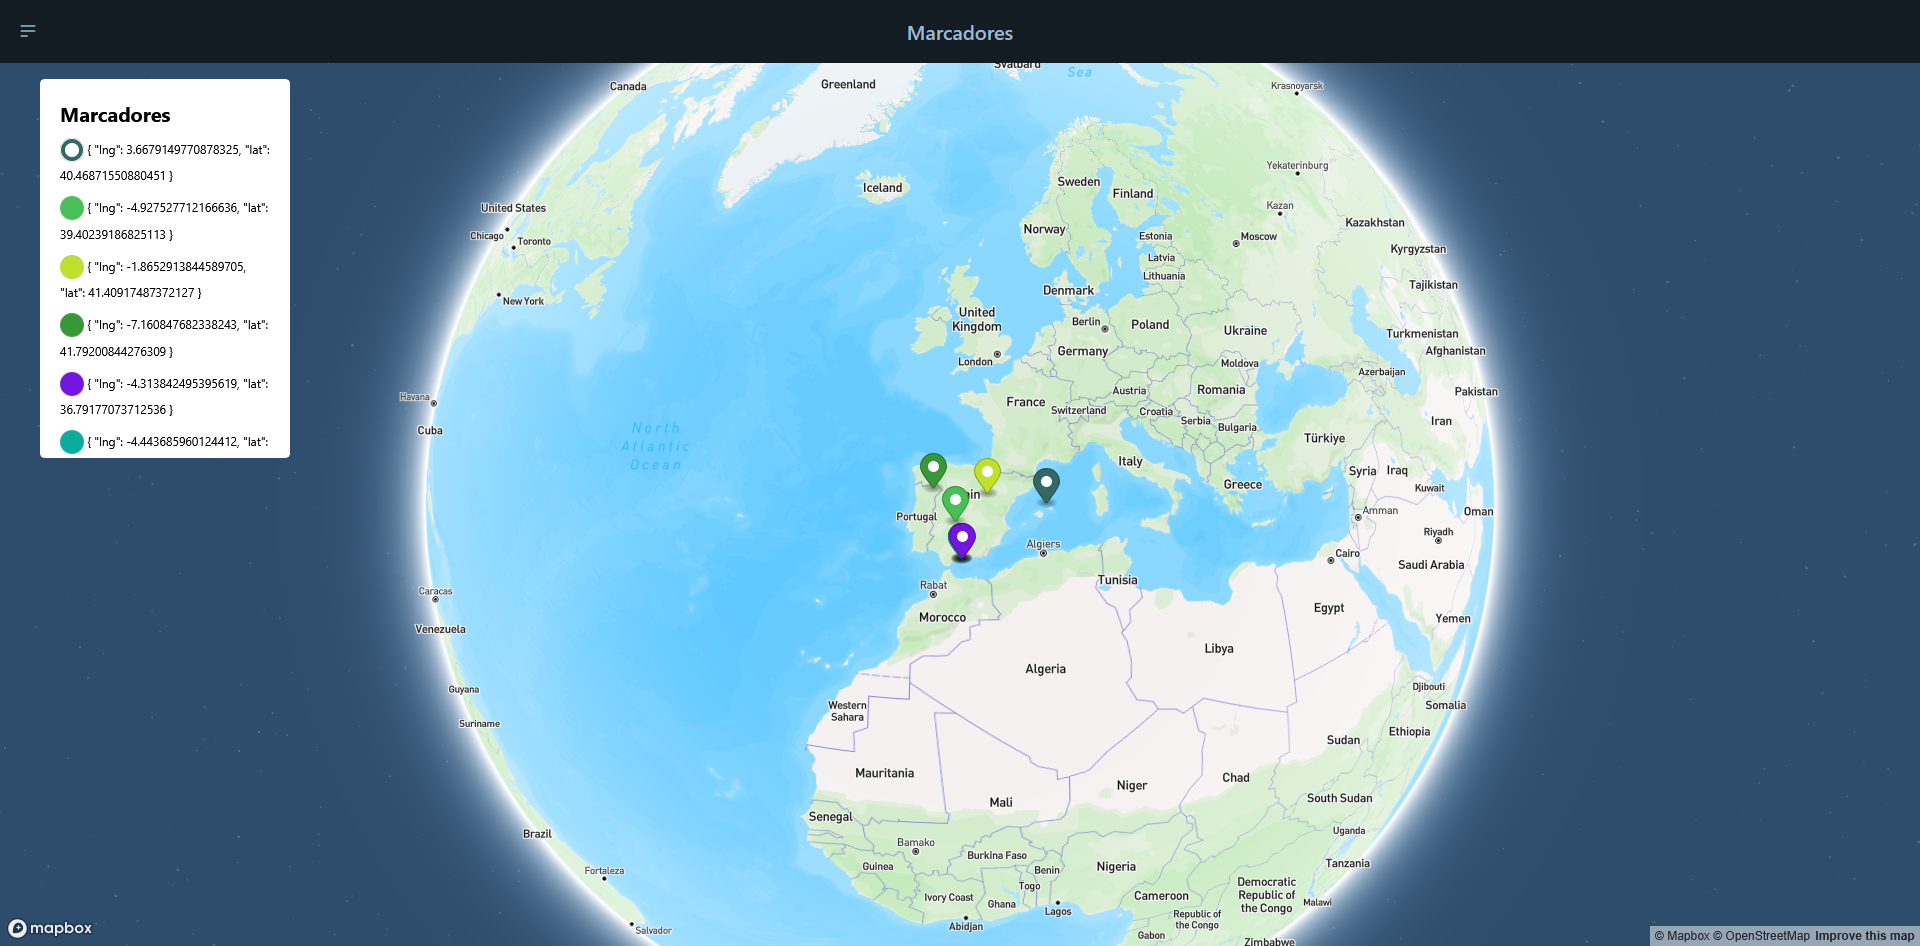 Marcadores
Marcadores
{ "lng": 3.6679149770878325, "lat":
40.46871550880451 }
{ "lng": -4.927527712166636, "lat":
39.40239186825113 }
{ "lng": -1.8652913844589705,
"lat": 41.40917487372127 }
{ "lng": -7.160847682338243, "lat":
41.79200844276309 }
{ "lng": -4.313842495395619, "lat":
36.79177073712536 }
{ "lng": -4.443685960124412, "lat":
Svalbard
Sea
Canada
Greenland
Krasnoyarsk
Yekaterinburg
Sweden
Iceland
Finland
United States
Kazan
Kazakhstan
Norway
Chicago
Toronto
Estonia
Moscow
Kyrgyzstan
Latvia
Lithuania
Tajikistan
Denmark
New York
United
Kingdom
Berlin
Poland
Ukraine
Turkmenistan
London
Germany
Moldova
Afghanistan
Azerbaijan
Austria
Romania
Pakistan
Havana
France
Switzerland
Croatia
Serbia
Bulgaria
Iran
Cuba
North
Atlantic
Ocean
Türkiye
Italy
Syria
Iraq
Greece
Kuwait
in
Portugal
Amman
Oman
Riyadh
Algiers
Cairo
Saudi Arabia
Tunisia
Rabat
Caracas
Morocco
Egypt
Yemen
Venezuela
Libya
Algeria
Guyana
Djibouti
Western
Sahara
Somalia
Suriname
Ethiopia
Sudan
Mauritania
Chad
Niger
Mali
South Sudan
Senegal
Brazil
Uganda
Bamako
Burkina Faso
Tanzania
Guinea
Benin
Nigeria
Fortaleza
Togo
Democratic
Republic of
the Congo
Ivory Coast
Ghana
Cameroon
Malawi
Lagos
Republic of
the Congo
Abidjan
Salvador
Gabon
Zimbabwe
mapbox
© Mapbox © OpenStreetMap Improve this map